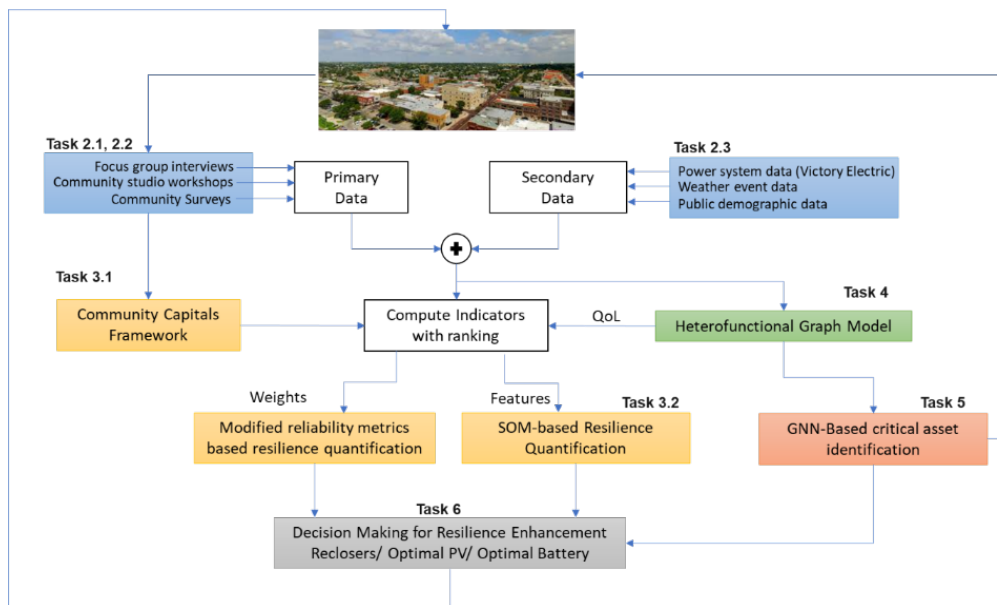 Task 2.1, 2.2
Focus group interviews
Community studio workshops
Community Surveys
Primary
Data
Secondary
Data
Task 2.3
Power system data (Victory Electric)
Weather event data
Public demographic data
Task 3.1
Community Capitals
Framework
Compute Indicators
with ranking
QoL
Task 4
Heterofunctional Graph Model
Weights
Features
Modified reliability metrics
based resilience quantification
Task 3.2
SOM-based Resilience
Quantification
Task 5
GNN-Based critical asset
identification
Task 6
Decision Making for Resilience Enhancement
Reclosers/ Optimal PV/ Optimal Battery